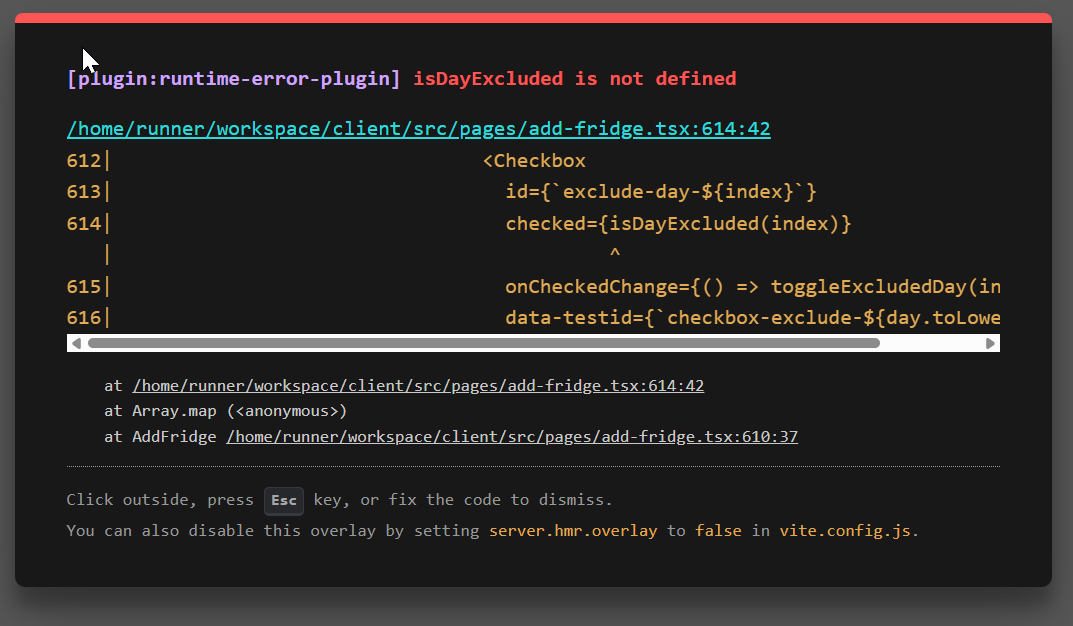 [plugin:runtime-error-plugin] isDayExcluded is not defined
/home/runner/workspace/client/src/pages/add-fridge.tsx:614:42
612|                                <Checkbox
613|                                  id={`exclude-day-${index}`}
614|                                  checked={isDayExcluded(index)}
   |                                           ^
615|                                  onCheckedChange={() => toggleExcludedDay(in
616|                                  data-testid={`checkbox-exclude-${day.toLowe
at /home/runner/workspace/client/src/pages/add-fridge.tsx:614:42
at Array.map (<anonymous>)
at AddFridge /home/runner/workspace/client/src/pages/add-fridge.tsx:610:37
Click outside, press Esc key, or fix the code to dismiss.
You can also disable this overlay by setting server.hmr.overlay to false in vite.config.js.